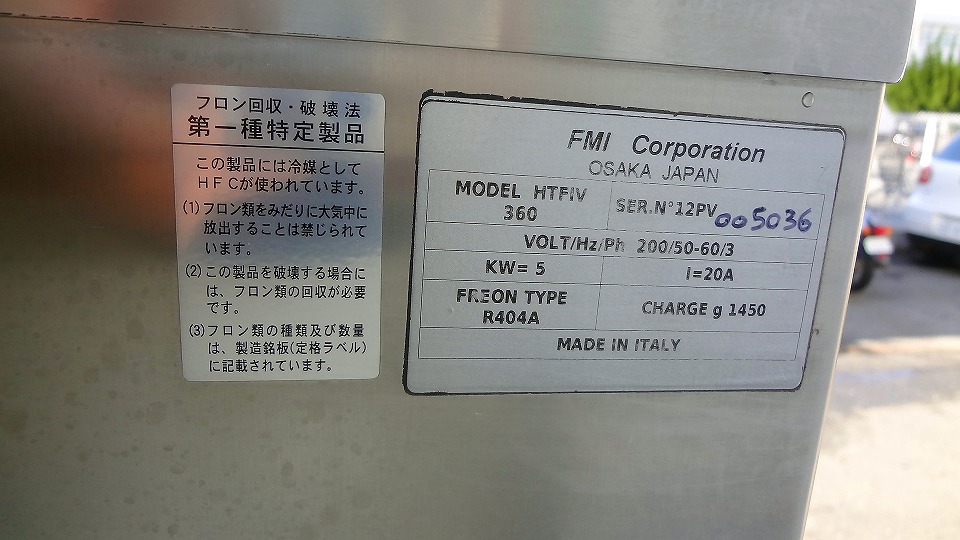 フロン回収・破壊法
第一種特定製品
この製品には冷媒として
HFCが使われています。
(1)フロン類をみだりに大気中に
放出することは禁じられて
います。
(2)この製品を破壊する場合に
は、フロン類の回収が必要
です。
(3)フロン類の種類及び数量
は、製造銘板(定格ラベル)
に記載されています。
FMI Corporation
OSAKA JAPAN
MODEL HTFIV
360
SER.N°12PV005036
VOLT/Hz/Ph 200/50-60/3
KW= 5
I=20A
FREON TYPE
R404A
CHARGE g 1450
MADE IN ITALY